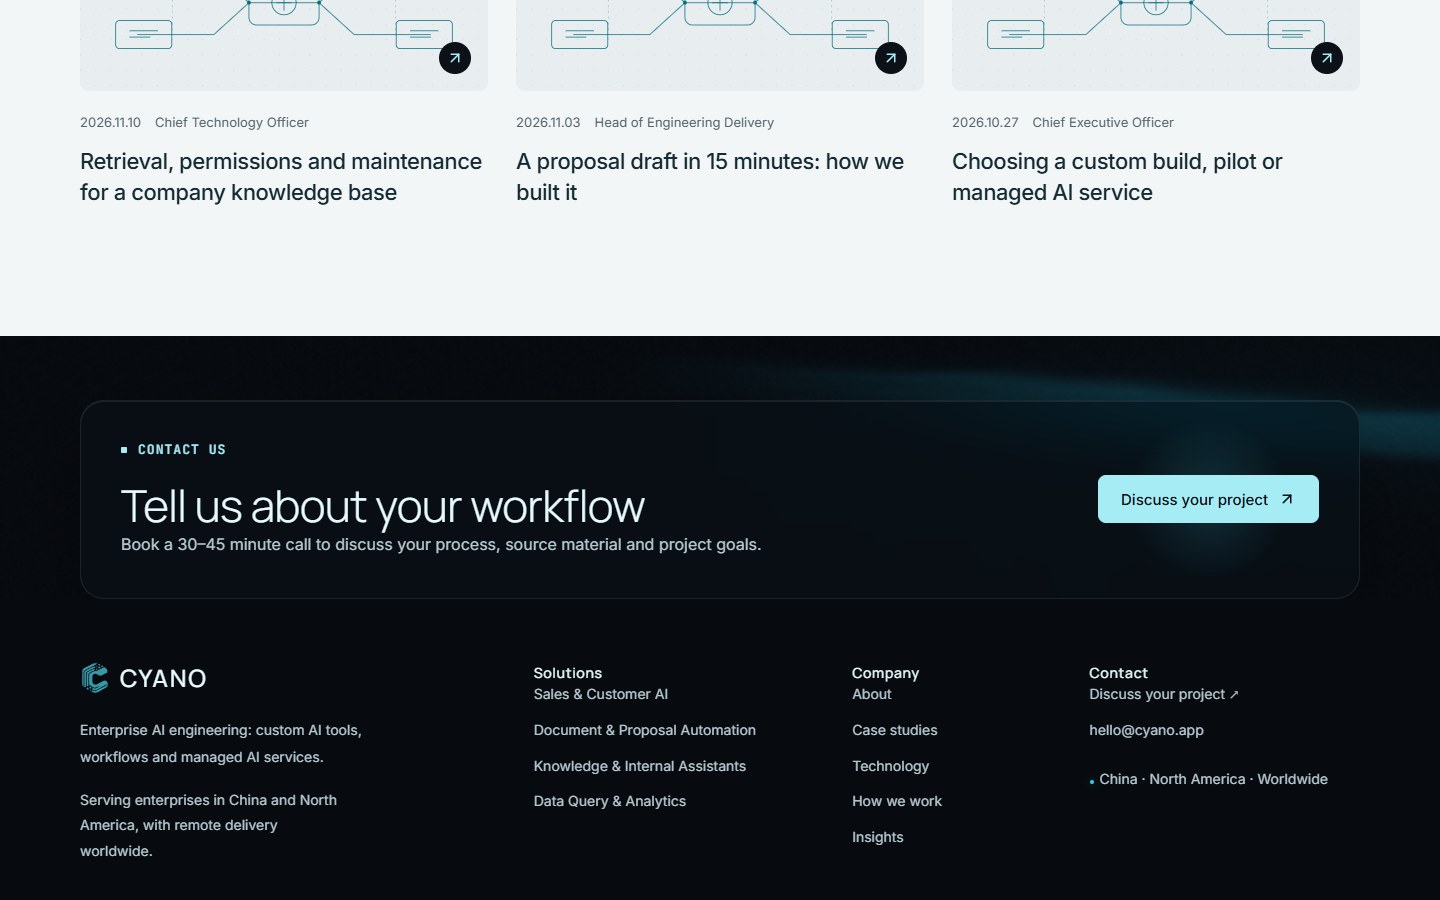 2026.11.10 Chief Technology Officer
Retrieval, permissions and maintenance
for a company knowledge base
2026.11.03 Head of Engineering Delivery
A proposal draft in 15 minutes: how we
built it
2026.10.27 Chief Executive Officer
Choosing a custom build, pilot or
managed AI service
CONTACT US
Tell us about your workflow
Book a 30–45 minute call to discuss your process, source material and project goals.
Discuss your project
CYANO
Enterprise AI engineering: custom AI tools,
workflows and managed AI services.
Serving enterprises in China and North
America, with remote delivery
worldwide.
Solutions
Sales & Customer AI
Document & Proposal Automation
Knowledge & Internal Assistants
Data Query & Analytics
Company
About
Case studies
Technology
How we work
Insights
Contact
Discuss your project ↗
hello@cyano.app
China · North America · Worldwide